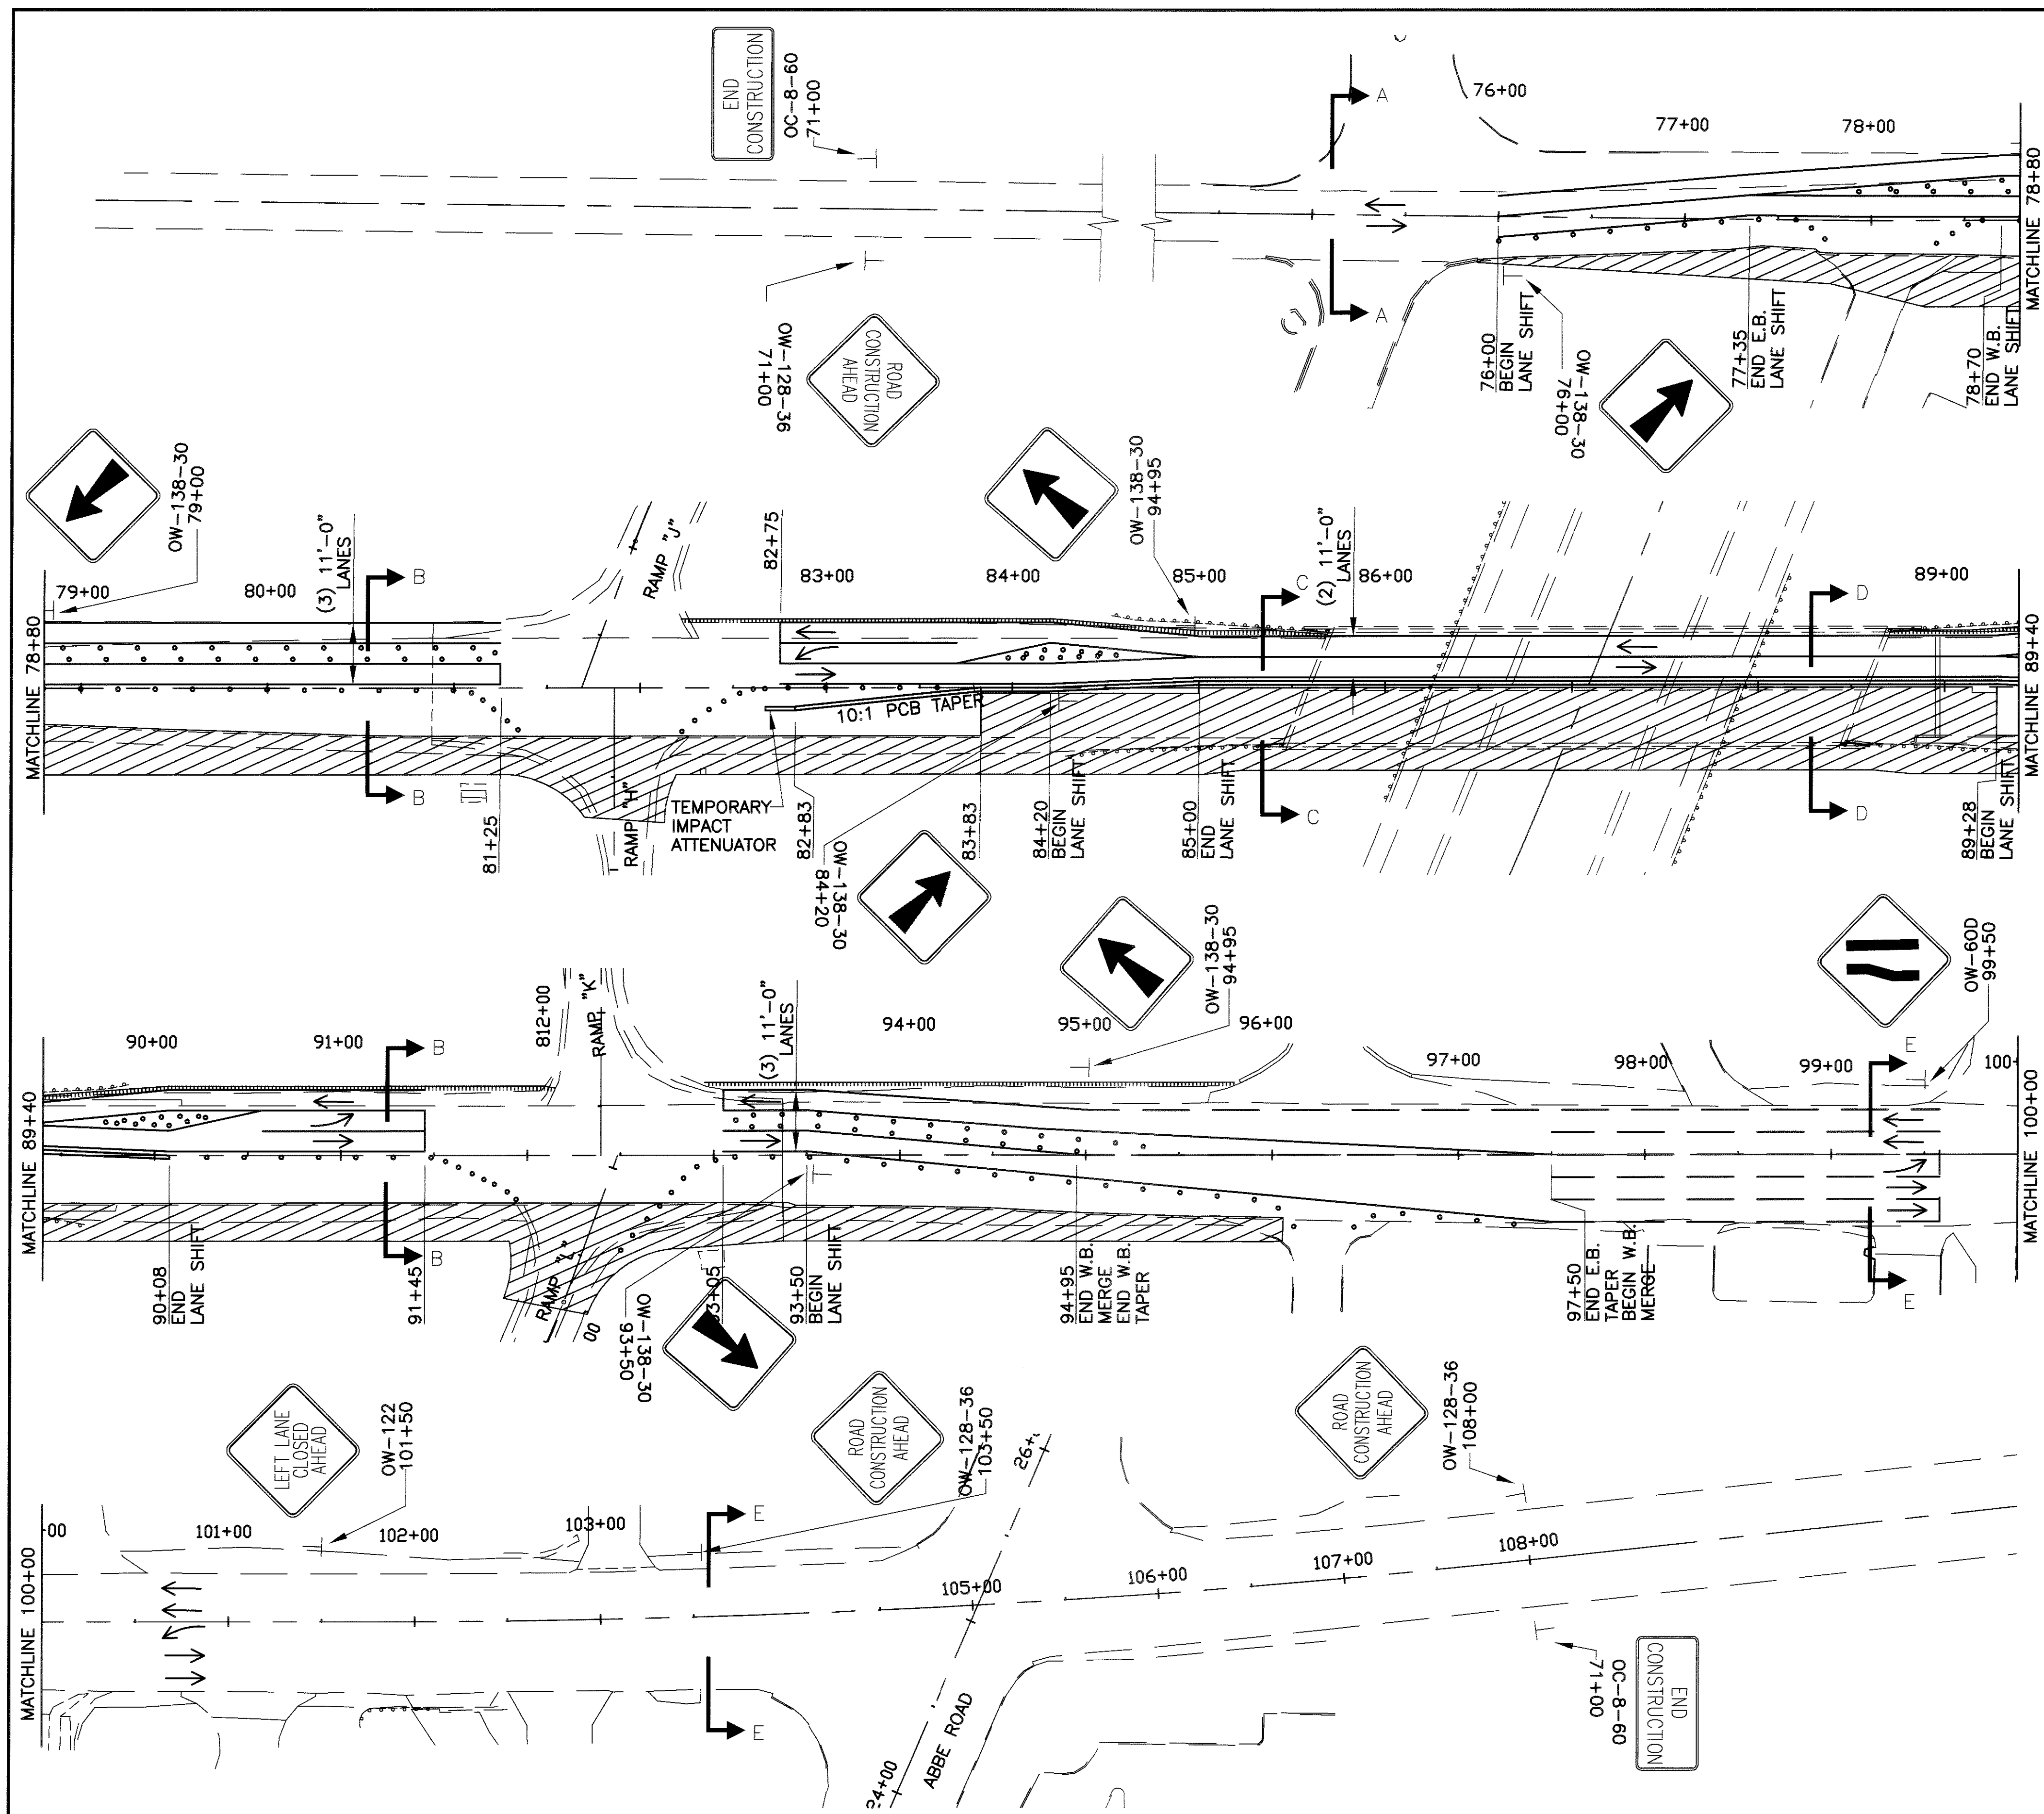 END
CONSTRUCTION
OC-8-60
71+00
A
76+00
77+00
78+00
MATCHLINE 78+80
A
OW-128-36
71+00
ROAD
CONSTRUCTION
AHEAD
76+00
BEGIN
LANE SHIFT
OW-138-30
76+00
77+35
END E.B.
LANE SHIFT
78+70
END W.B.
LANE SHIFT
OW-138-30
79+00
MATCHLINE 78+80
79+00
80+00
(3) 11'-0"
LANES
B
RAMP "J"
82+75
83+00
84+00
OW-138-30
94+95
85+00
C
(2) 11'-0"
LANES
86+00
D
89+00
MATCHLINE 89+40
10:1 PCB TAPER
B
81+25
RAMP "H"
TEMPORARY
IMPACT
ATTENUATOR
82+83
OW-138-30
84+20
83+83
84+20
BEGIN
LANE SHIFT
85+00
END
LANE SHIFT
C
D
89+28
BEGIN
LANE SHIFT
MATCHLINE 89+40
90+00
91+00
B
812+00
RAMP "K"
(3) 11'-0"
LANES
94+00
95+00
OW-138-30
94+95
96+00
97+00
98+00
99+00
E
OW-60D
99+50
100+
MATCHLINE 100+00
90+08
END
LANE SHIFT
B
91+45
RAMP "L"
00
OW-138-30
93+50
93+05
93+50
BEGIN
LANE SHIFT
94+95
END W.B.
MERGE
END W.B.
TAPER
97+50
END E.B.
TAPER
BEGIN W.B.
MERGE
E
LEFT LANE
CLOSED
AHEAD
OW-122
101+50
ROAD
CONSTRUCTION
AHEAD
OW-128-36
103+50
26+
ROAD
CONSTRUCTION
AHEAD
OW-128-36
108+00
MATCHLINE 100+00
+00
101+00
102+00
103+00
E
105+00
106+00
107+00
108+00
E
24+00
ABBE ROAD
OC-8-60
71+00
END
CONSTRUCTION